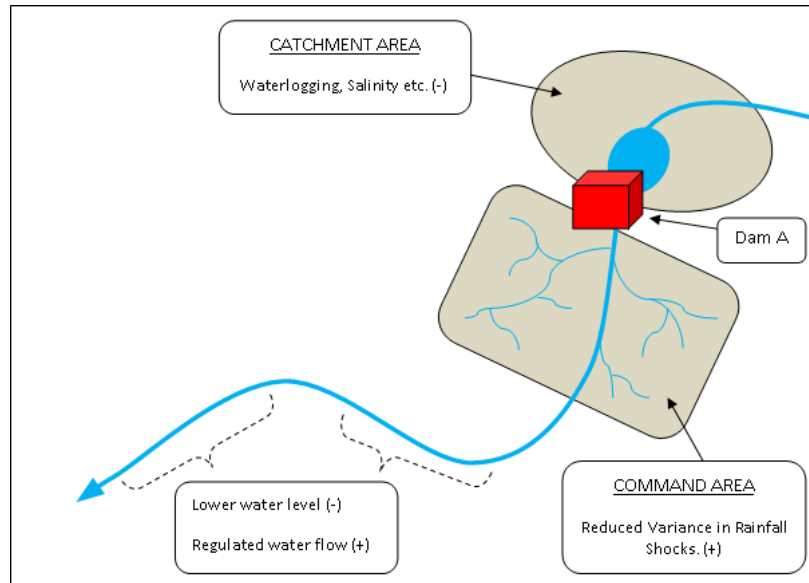 CATCHMENT AREA
Waterlogging, Salinity etc. (-)
Dam A
Lower water level (-)
Regulated water flow (+)
COMMAND AREA
Reduced Variance in Rainfall
Shocks. (+)